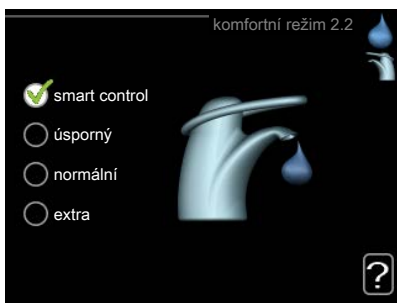 komfortní režim 2.2
smart control
úsporný
normální
extra
?